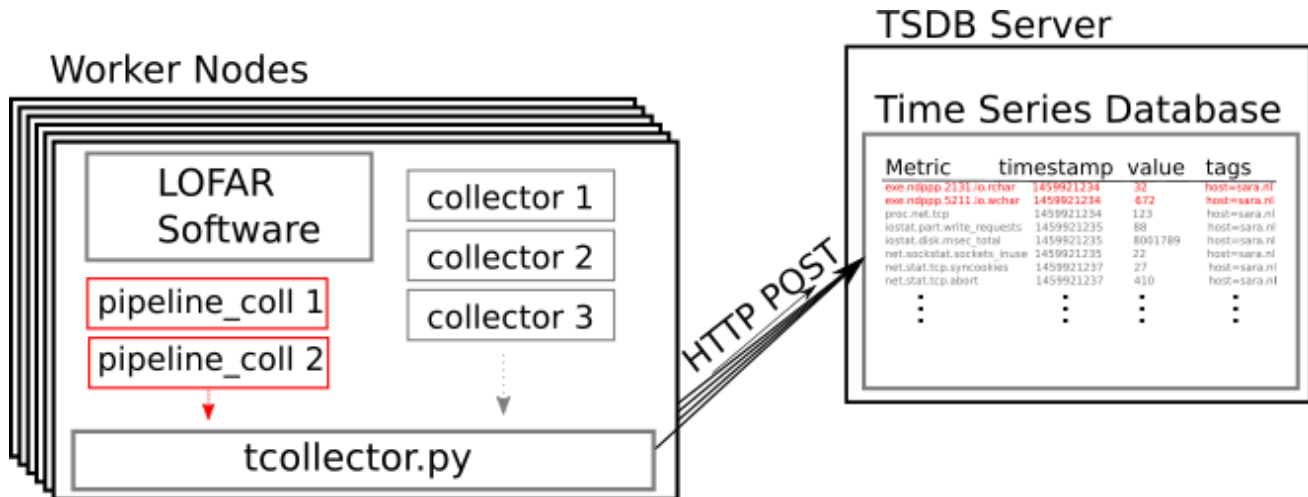 TSDB Server
Worker Nodes
Time Series Database
LOFAR
Software
collector 1
collector 2
collector 3
pipeline_coll 1
pipeline_coll 2
tcollector.py
HTTP POST
Metric timestamp value tags
exe.ndppp.2131.io.rchar 1459921234 32 host=sara.nl
exe.ndppp.5211.io.wchar 1459921234 672 host=sara.nl
proc.net.tcp 1459921234 123 host=sara.nl
iostat.part.write_requests 1459921235 88 host=sara.nl
iostat.disk.msec_total 1459921235 8001789 host=sara.nl
net.sockstat.sockets_inuse 1459921235 22 host=sara.nl
net.stat.tcp.syncookies 1459921237 27 host=sara.nl
net.stat.tcp.abort 1459921237 410 host=sara.nl